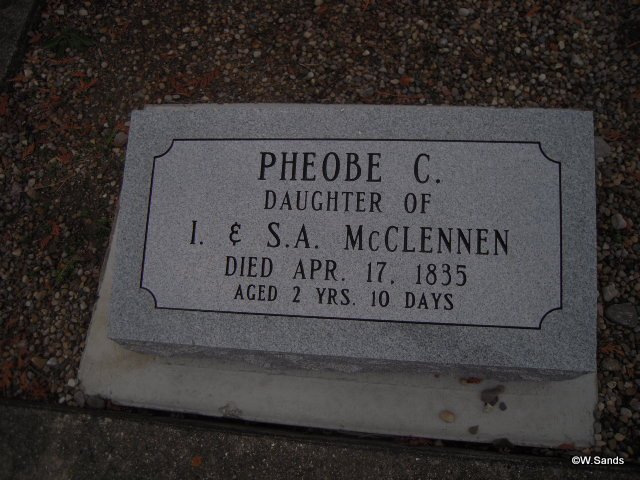 PHEOBE C.
DAUGHTER OF
I. & S.A. McCLENNEN
DIED APR. 17, 1835
AGED 2 YRS. 10 DAYS
©W.Sands